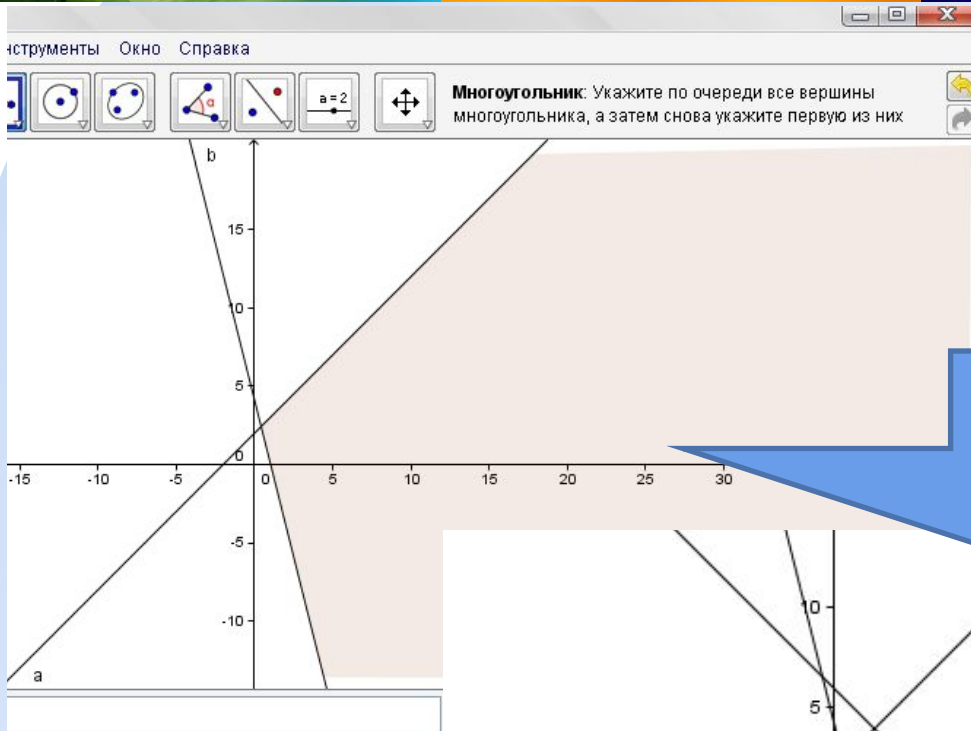 нструменты Окно Справка
a = 2
α
Многоугольник: Укажите по очереди все вершины
многоугольника, а затем снова укажите первую из них
b
15
10
5
0
-15 -10 -5 0 5 10 15 20 25 30
-5
-10
a
10
5